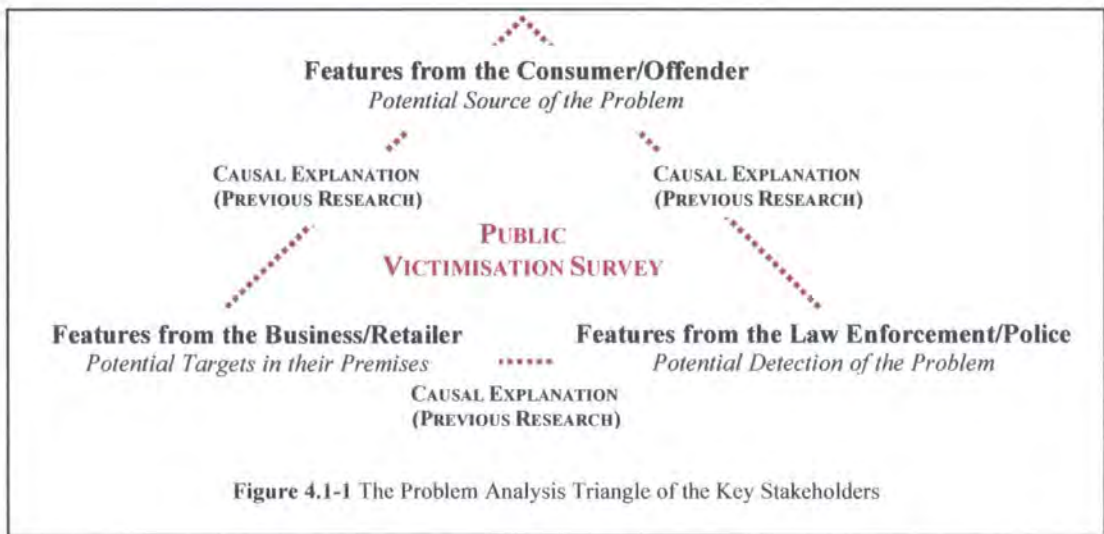 Features from the Consumer/Offender
Potential Source of the Problem
CAUSAL EXPLANATION
(PREVIOUS RESEARCH)
CAUSAL EXPLANATION
(PREVIOUS RESEARCH)
PUBLIC
VICTIMISATION SURVEY
Features from the Business/Retailer
Potential Targets in their Premises
Features from the Law Enforcement/Police
Potential Detection of the Problem
CAUSAL EXPLANATION
(PREVIOUS RESEARCH)
Figure 4.1-1 The Problem Analysis Triangle of the Key Stakeholders